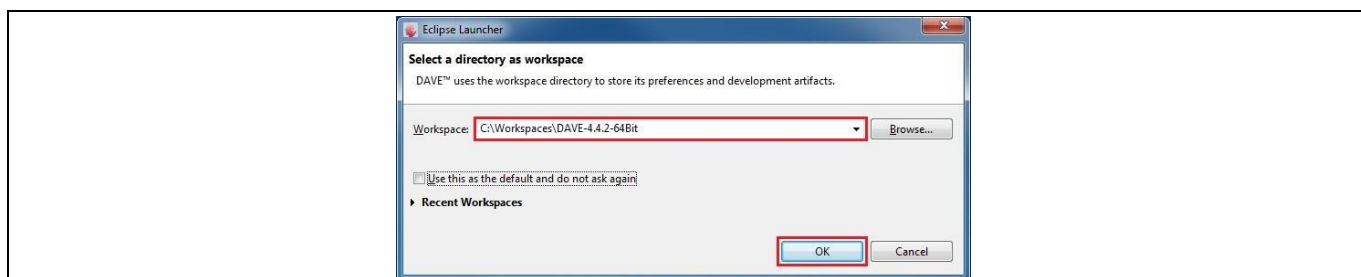 Eclipse Launcher
Select a directory as workspace
DAVE™ uses the workspace directory to store its preferences and development artifacts.
Workspace: C:\Workspaces\DAVE-4.4.2-64Bit Browse...
Use this as the default and do not ask again
Recent Workspaces
OK Cancel